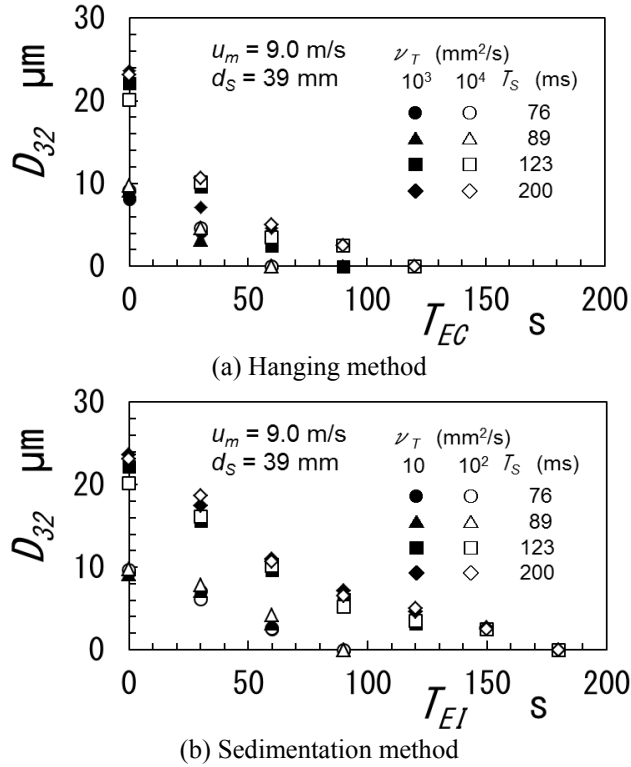 30
20
10
0
D32 μm
u_m = 9.0 m/s
d_S = 39 mm
ν_T (mm²/s)
10³ 10⁴ T_S (ms)
76
89
123
200
0 50 100 150 200
T_EC s
(a) Hanging method
30
20
10
0
D32 μm
u_m = 9.0 m/s
d_S = 39 mm
ν_T (mm²/s)
10 10² T_S (ms)
76
89
123
200
0 50 100 150 200
T_EI s
(b) Sedimentation method